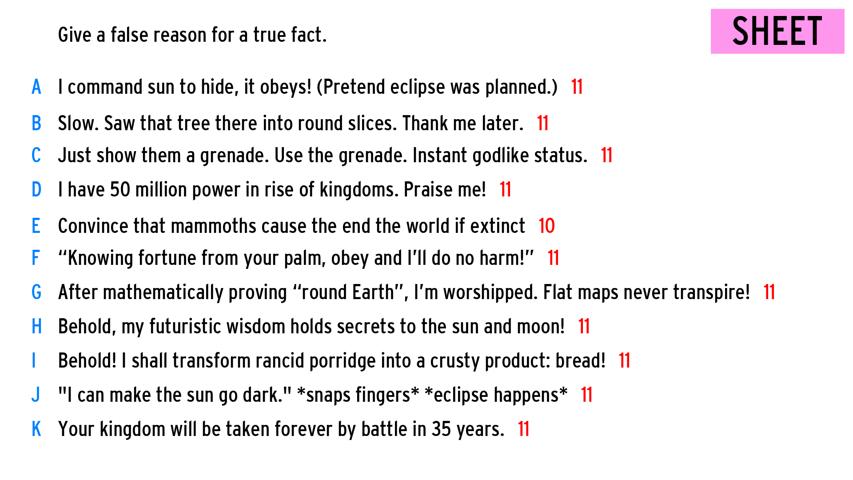 SHEET
Give a false reason for a true fact.
A I command sun to hide, it obeys! (Pretend eclipse was planned.) 11
B Slow. Saw that tree there into round slices. Thank me later. 11
C Just show them a grenade. Use the grenade. Instant godlike status. 11
D I have 50 million power in rise of kingdoms. Praise me! 11
E Convince that mammoths cause the end the world if extinct 10
F “Knowing fortune from your palm, obey and I’ll do no harm!” 11
G After mathematically proving “round Earth”, I’m worshipped. Flat maps never transpire! 11
H Behold, my futuristic wisdom holds secrets to the sun and moon! 11
I Behold! I shall transform rancid porridge into a crusty product: bread! 11
J "I can make the sun go dark." *snaps fingers* *eclipse happens* 11
K Your kingdom will be taken forever by battle in 35 years. 11